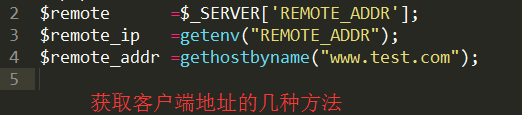 2 $remote =$_SERVER['REMOTE_ADDR'];
3 $remote_ip =getenv("REMOTE_ADDR");
4 $remote_addr =gethostbyname("www.test.com");
5
获取客户端地址的几种方法